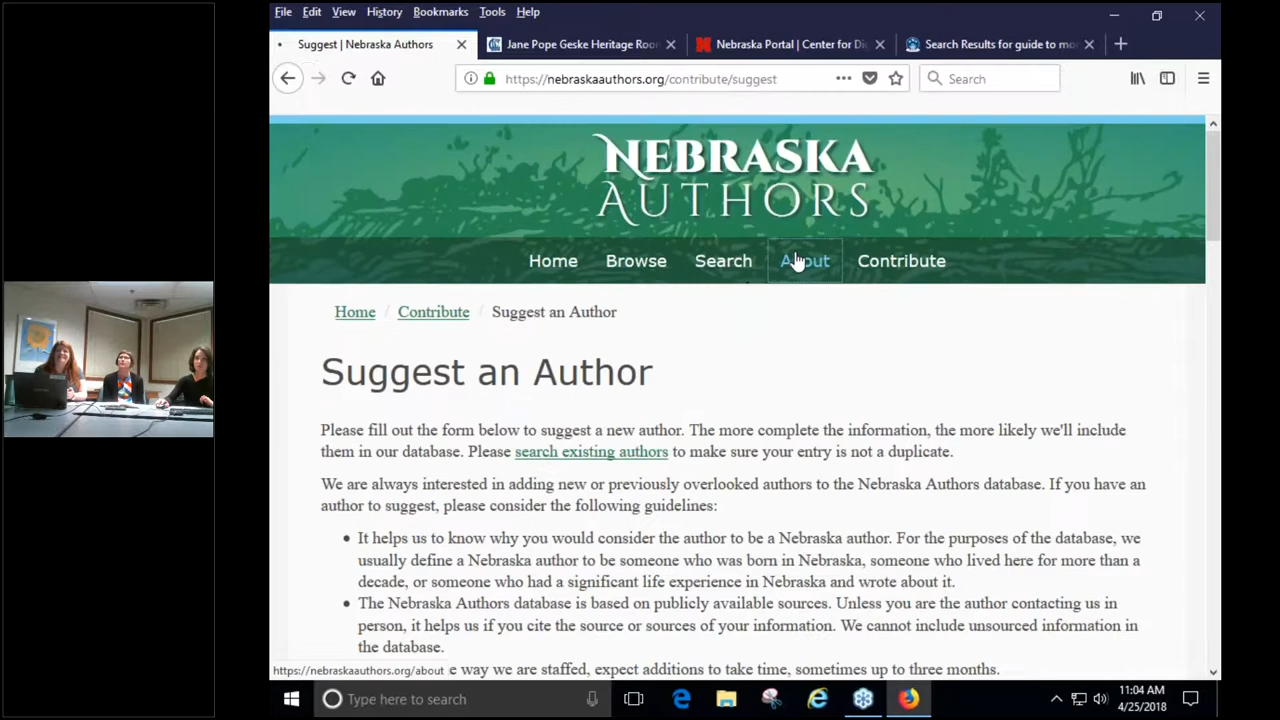 File Edit View History Bookmarks Tools Help
Suggest | Nebraska Authors
Jane Pope Geske Heritage Roo
Nebraska Portal | Center for Di
Search Results for guide to mo
https://nebraskaauthors.org/contribute/suggest
Search
NEBRASKA
AUTHORS
Home Browse Search About Contribute
Home / Contribute / Suggest an Author
Suggest an Author
Please fill out the form below to suggest a new author. The more complete the information, the more likely we'll include
them in our database. Please search existing authors to make sure your entry is not a duplicate.
We are always interested in adding new or previously overlooked authors to the Nebraska Authors database. If you have an
author to suggest, please consider the following guidelines:
It helps us to know why you would consider the author to be a Nebraska author. For the purposes of the database, we
usually define a Nebraska author to be someone who was born in Nebraska, someone who lived here for more than a
decade, or someone who had a significant life experience in Nebraska and wrote about it.
The Nebraska Authors database is based on publicly available sources. Unless you are the author contacting us in
person, it helps us if you cite the source or sources of your information. We cannot include unsourced information in
the database.
https://nebraskaauthors.org/about e way we are staffed, expect additions to take time, sometimes up to three months.
Type here to search
11:04 AM
4/25/2018